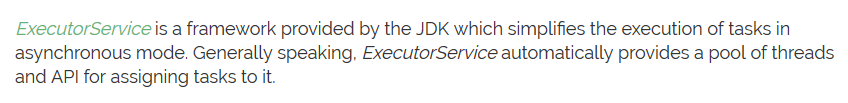 ExecutorService is a framework provided by the JDK which simplifies the execution of tasks in
asynchronous mode. Generally speaking, ExecutorService automatically provides a pool of threads
and API for assigning tasks to it.